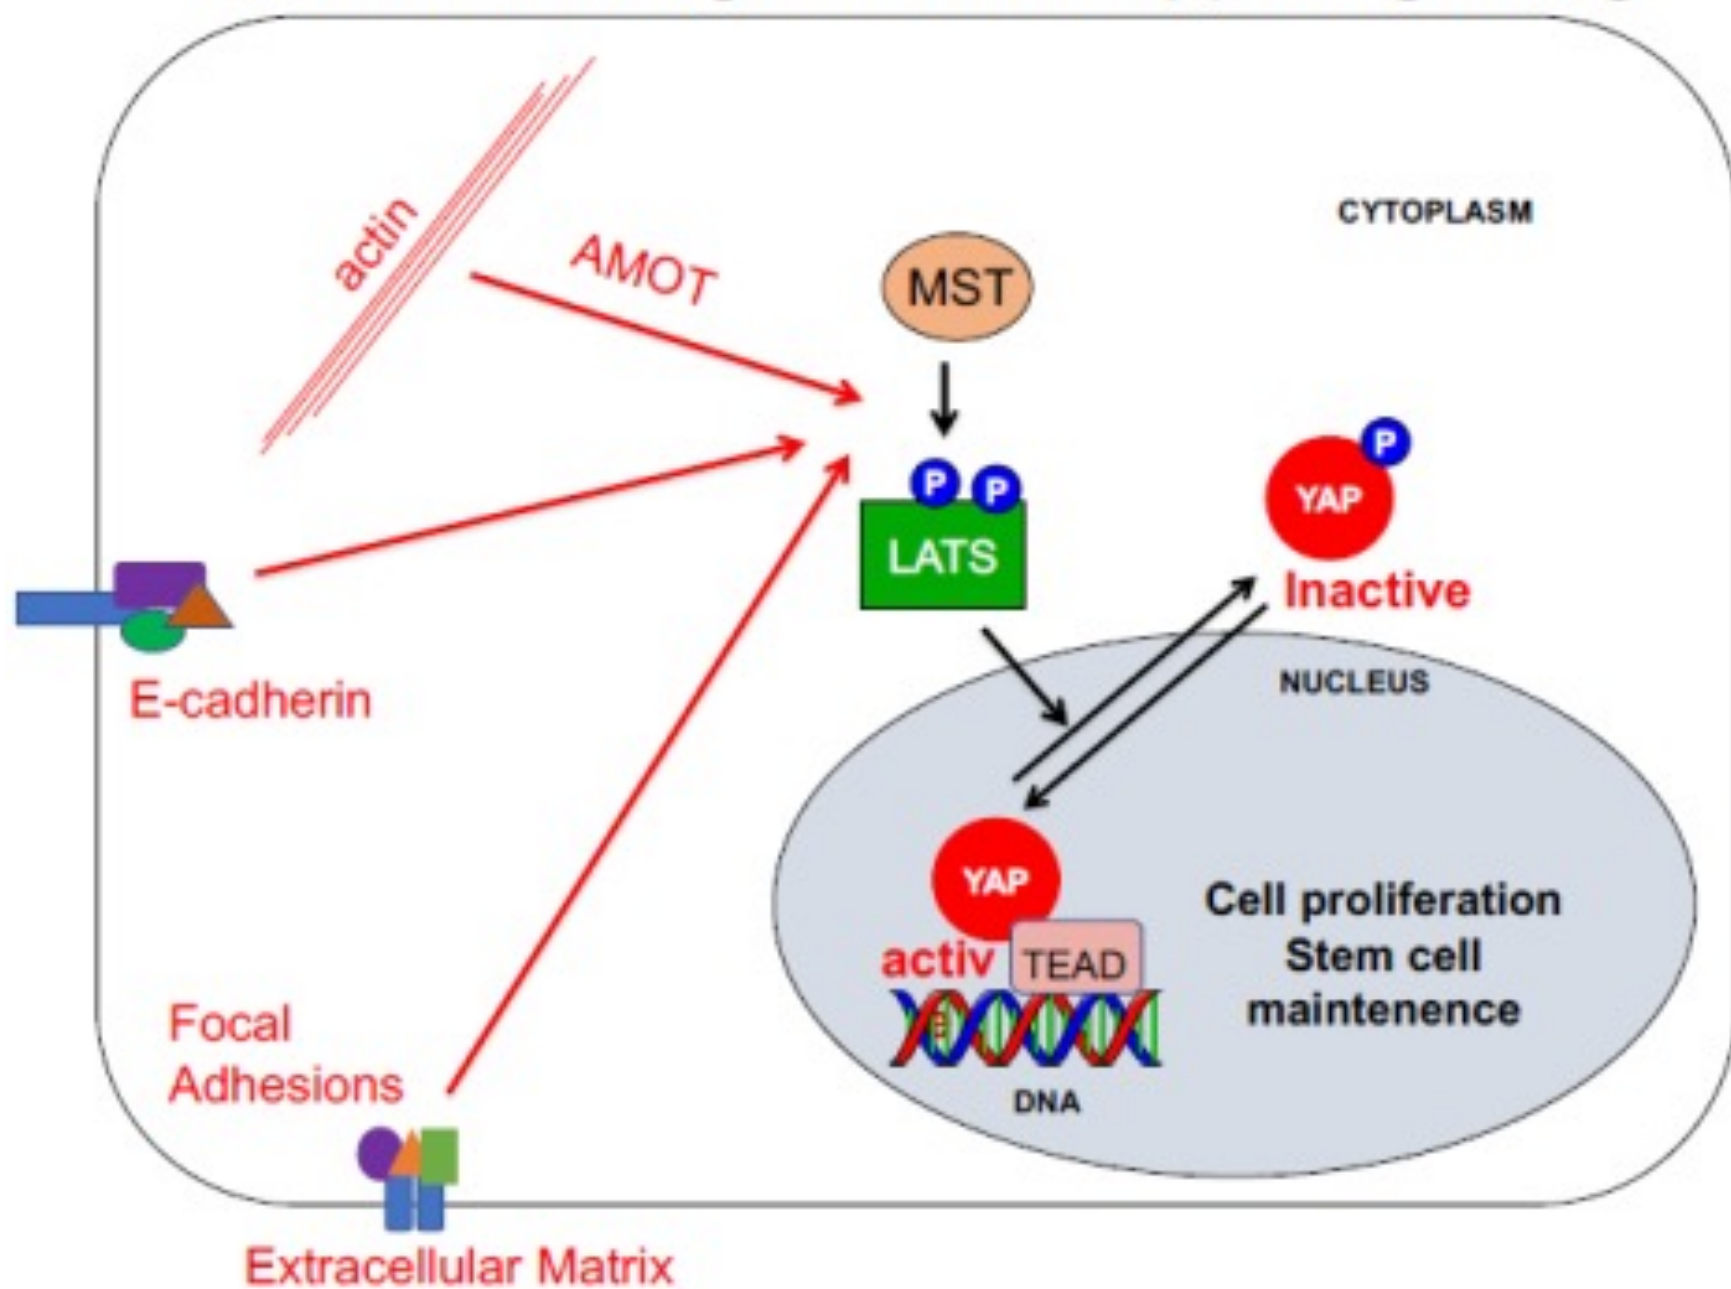 CYTOPLASM
actin
AMOT
MST
P
P
P
YAP
LATS
Inactive
NUCLEUS
E-cadherin
YAP
activ
TEAD
Cell proliferation
Stem cell
maintenence
DNA
Focal
Adhesions
Extracellular Matrix